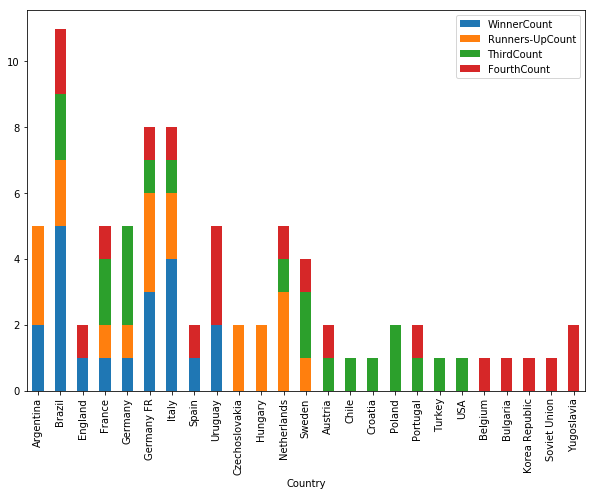 WinnerCount
Runners-UpCount
ThirdCount
FourthCount
10
8
6
4
2
0
Argentina
Brazil
England
France
Germany
Germany FR
Italy
Spain
Uruguay
Czechoslovakia
Hungary
Netherlands
Sweden
Austria
Chile
Croatia
Poland
Portugal
Turkey
USA
Belgium
Bulgaria
Korea Republic
Soviet Union
Yugoslavia
Country